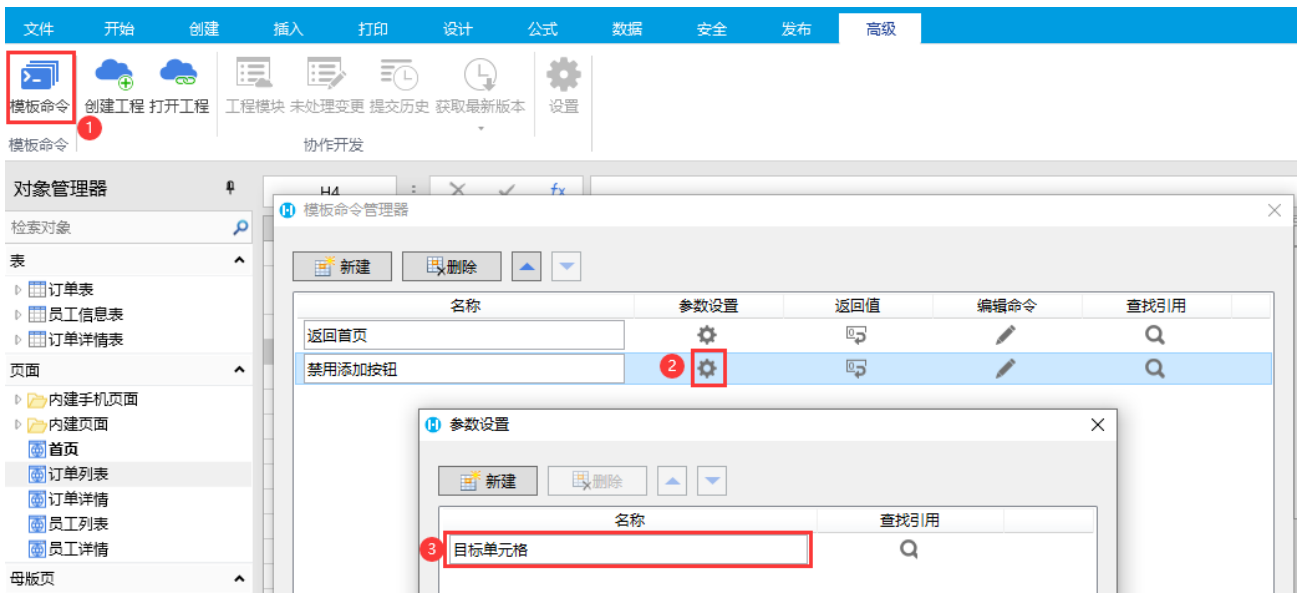 文件 开始 创建 插入 打印 设计 公式 数据 安全 发布 高级
模板命令 创建工程 打开工程 工程模块 未处理变更 提交历史 获取最新版本 设置
1
模板命令 协作开发
对象管理器 H4 fx
模板命令管理器
检索对象
表
新建 删除
订单表
名称 参数设置 返回值 编辑命令 查找引用
员工信息表
返回首页
订单详情表
禁用添加按钮 2
页面
内建手机页面
内建页面
参数设置
首页
订单列表
新建 删除
订单详情
员工列表
名称 查找引用
员工详情
3 目标单元格
母版页